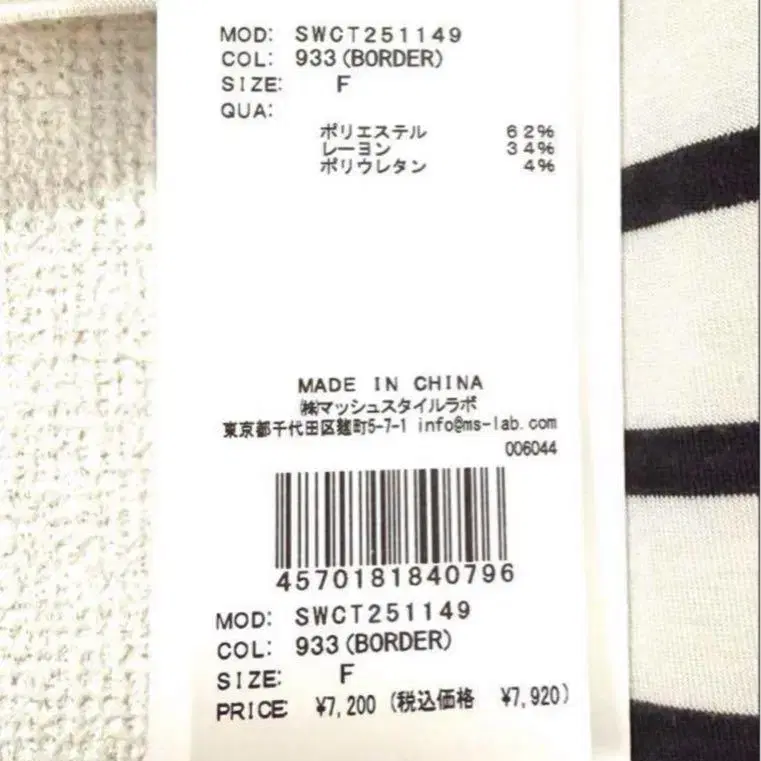 MOD: SWCT251149
COL: 933(BORDER)
SIZE: F
QUA:
ポリエステル 62%
レーヨン 34%
ポリウレタン 4%
MADE IN CHINA
㈱マッシュスタイルラボ
東京都千代田区麹町5-7-1 info@ms-lab.com
006044
4570181840796
MOD: SWCT251149
COL: 933(BORDER)
SIZE: F
PRICE ¥7,200 (税込価格 ¥7,920)